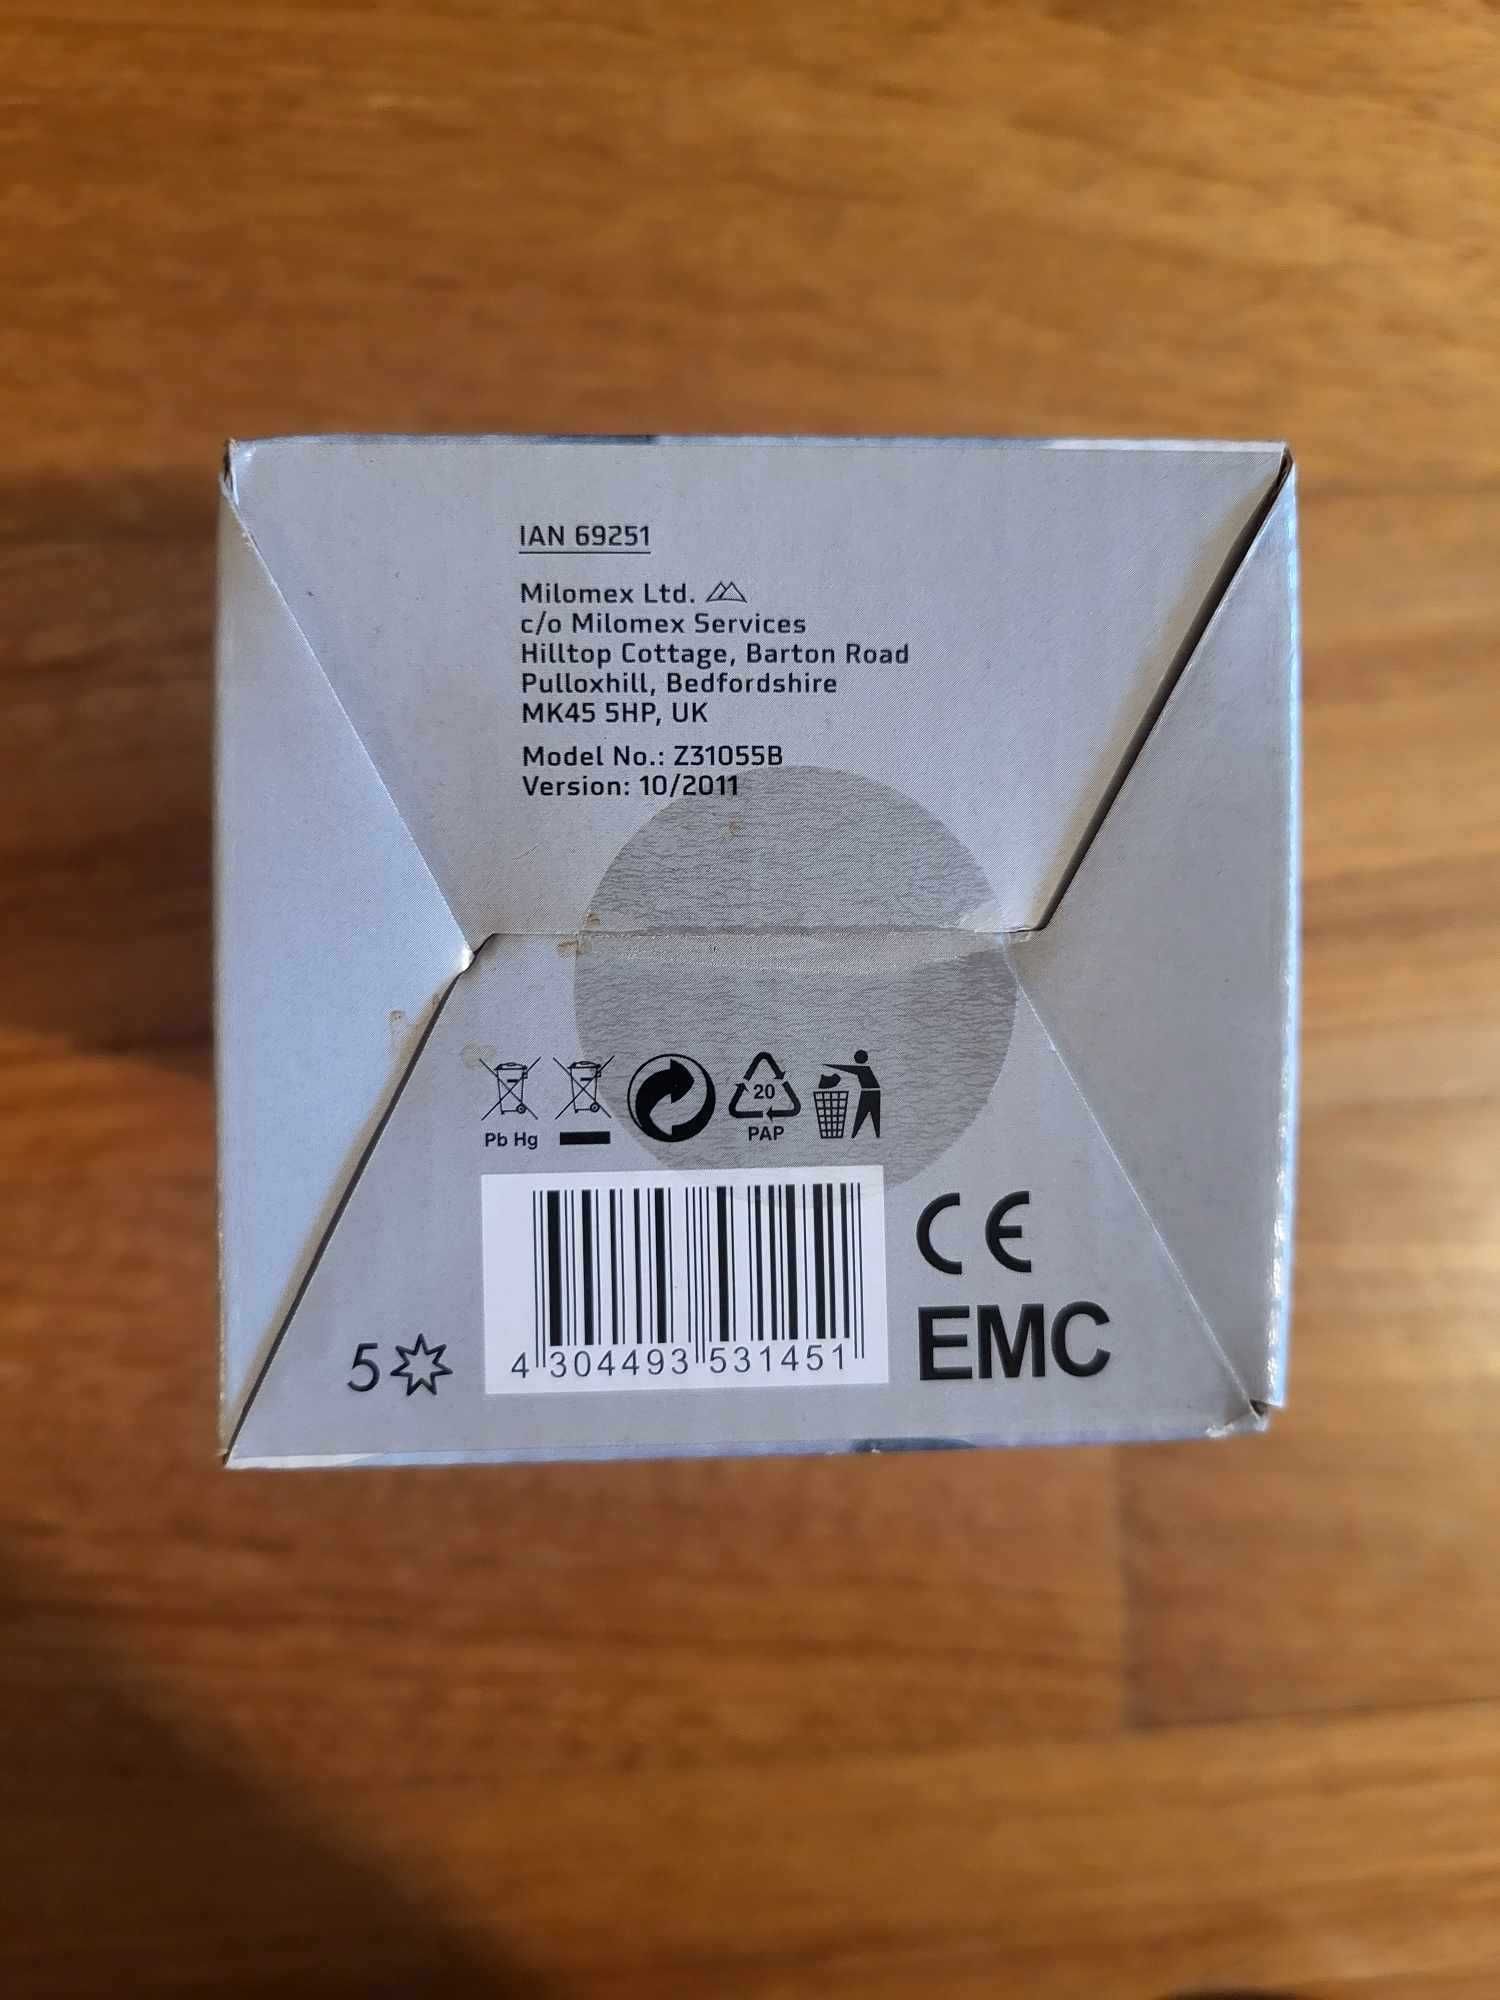 IAN 69251
Milomex Ltd.
c/o Milomex Services
Hilltop Cottage, Barton Road
Pulloxhill, Bedfordshire
MK45 5HP, UK
Model No.: Z31055B
Version: 10/2011
20
Pb Hg
PAP
CE
EMC
5
4 304493 531451